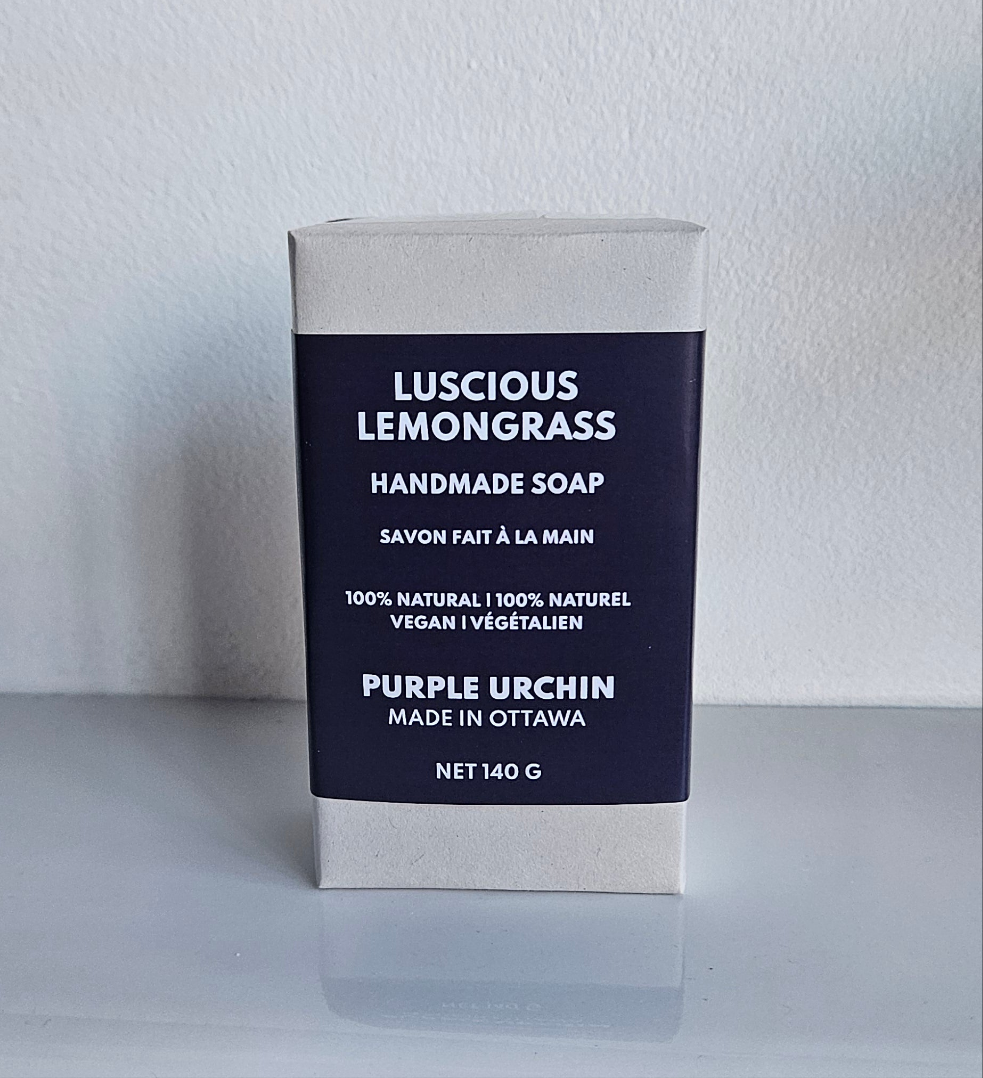 LUSCIOUS
LEMONGRASS
HANDMADE SOAP
SAVON FAIT À LA MAIN
100% NATURAL | 100% NATUREL
VEGAN | VÉGÉTALIEN
PURPLE URCHIN
MADE IN OTTAWA
NET 140 G